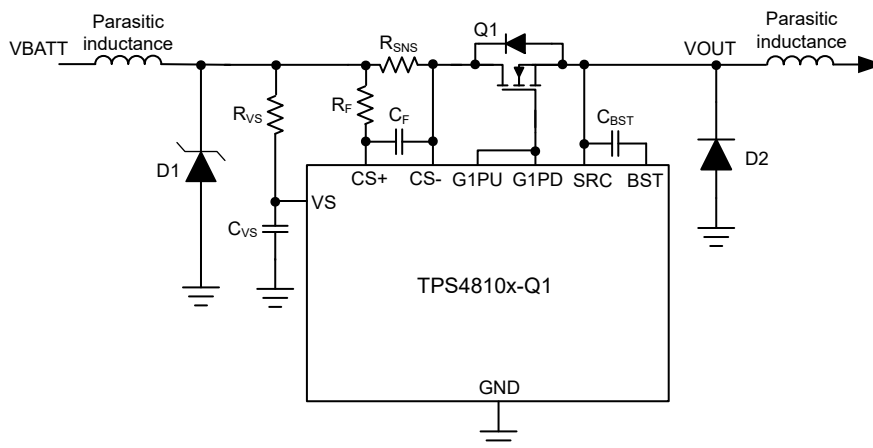 Parasitic
inductance
VBATT
RSNS
Q1
VOUT
Parasitic
inductance
RVS
RF
CF
CBST
D1
D2
CS+
CS-
G1PU
G1PD
SRC
BST
VS
CVS
TPS4810x-Q1
GND